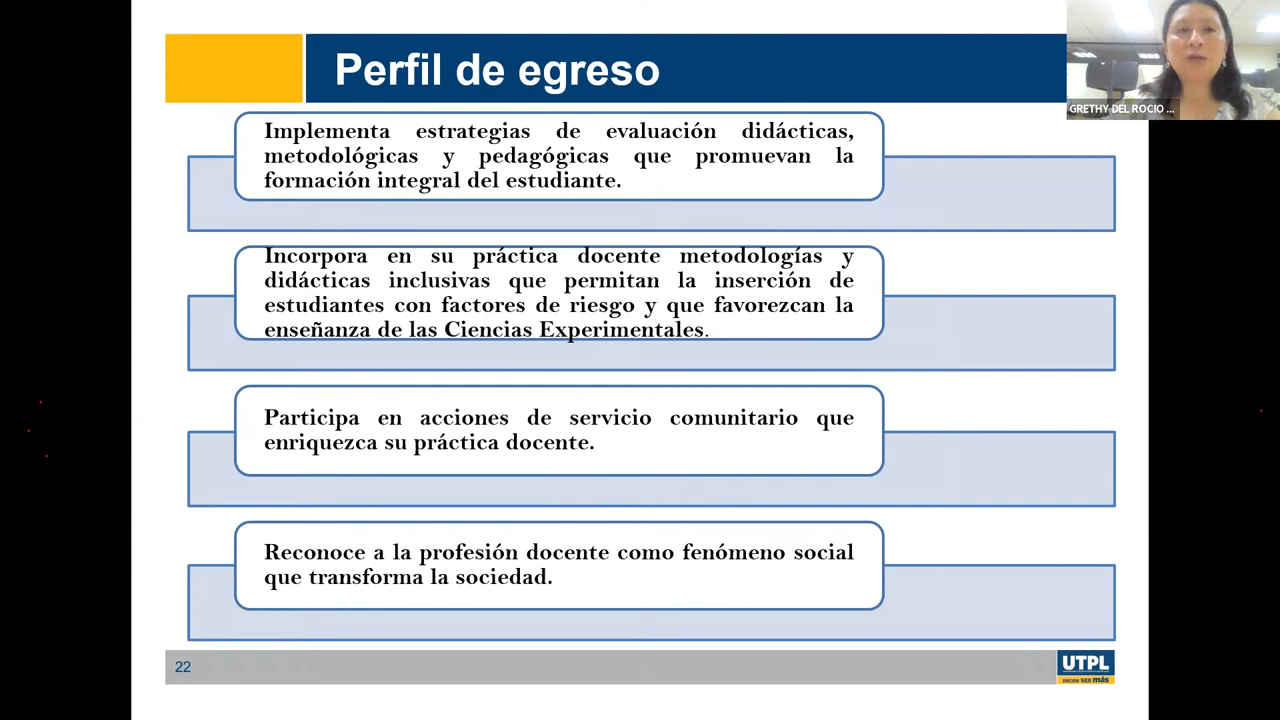 Perfil de egreso
GRETHY DEL ROCIO ...
Implementa estrategias de evaluación didácticas,
metodológicas y pedagógicas que promuevan la
formación integral del estudiante.
Incorpora en su práctica docente metodologías y
didácticas inclusivas que permitan la inserción de
estudiantes con factores de riesgo y que favorezcan la
enseñanza de las Ciencias Experimentales.
Participa en acciones de servicio comunitario que
enriquezca su práctica docente.
Reconoce a la profesión docente como fenómeno social
que transforma la sociedad.
22
UTPL
DECIDE SER más